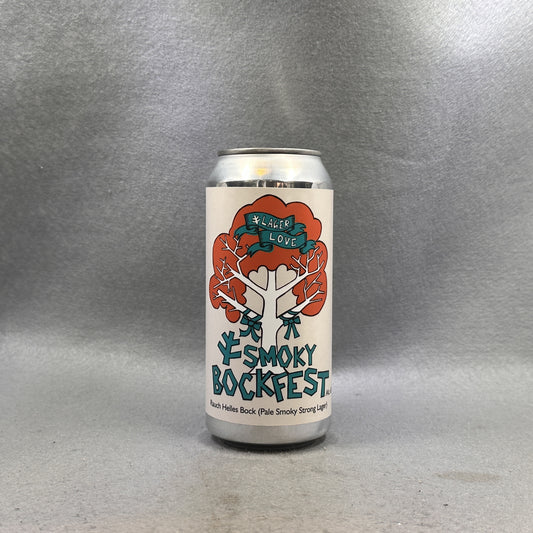 LAGER
LOVE
SMOKY
BOCKFEST
Rauch Helles Bock (Pale Smoky Strong Lager)